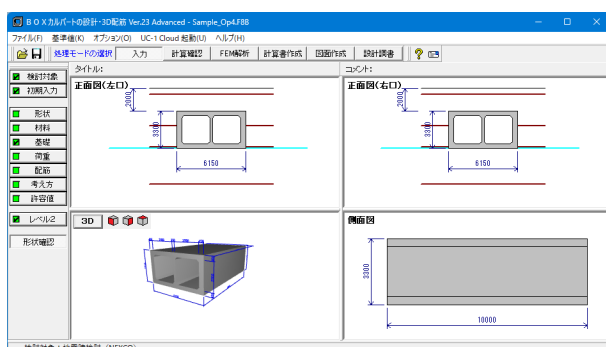 BOXカルバートの設計・3D配筋 Ver.23 Advanced - Sample_Op4.F8B
ファイル(F) 基準値(K) オプション(O) UC-1 Cloud 起動(U) ヘルプ(H)
処理モードの選択 入力 計算確認 FEM解析 計算書作成 図面作成 設計調書
タイトル: コメント:
検討対象
初期入力
形状
材料
基礎
荷重
配筋
考え方
許容値
レベル2
形状確認
正面図(左口)
2000
3300
6150
正面図(右口)
2000
3300
6150
3D
側面図
3300
10000